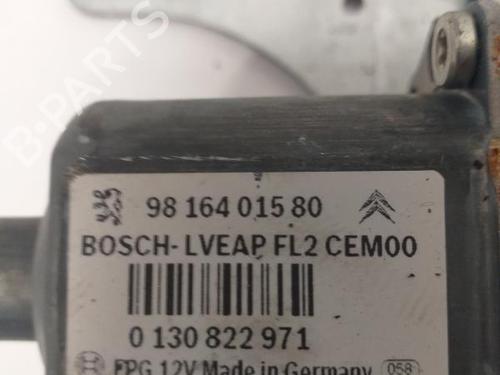 B-PARTS
98 164 015 80
BOSCH- LVEAP FL2 CEM00
0 130 822 971
FPG 12V Made in Germany 058